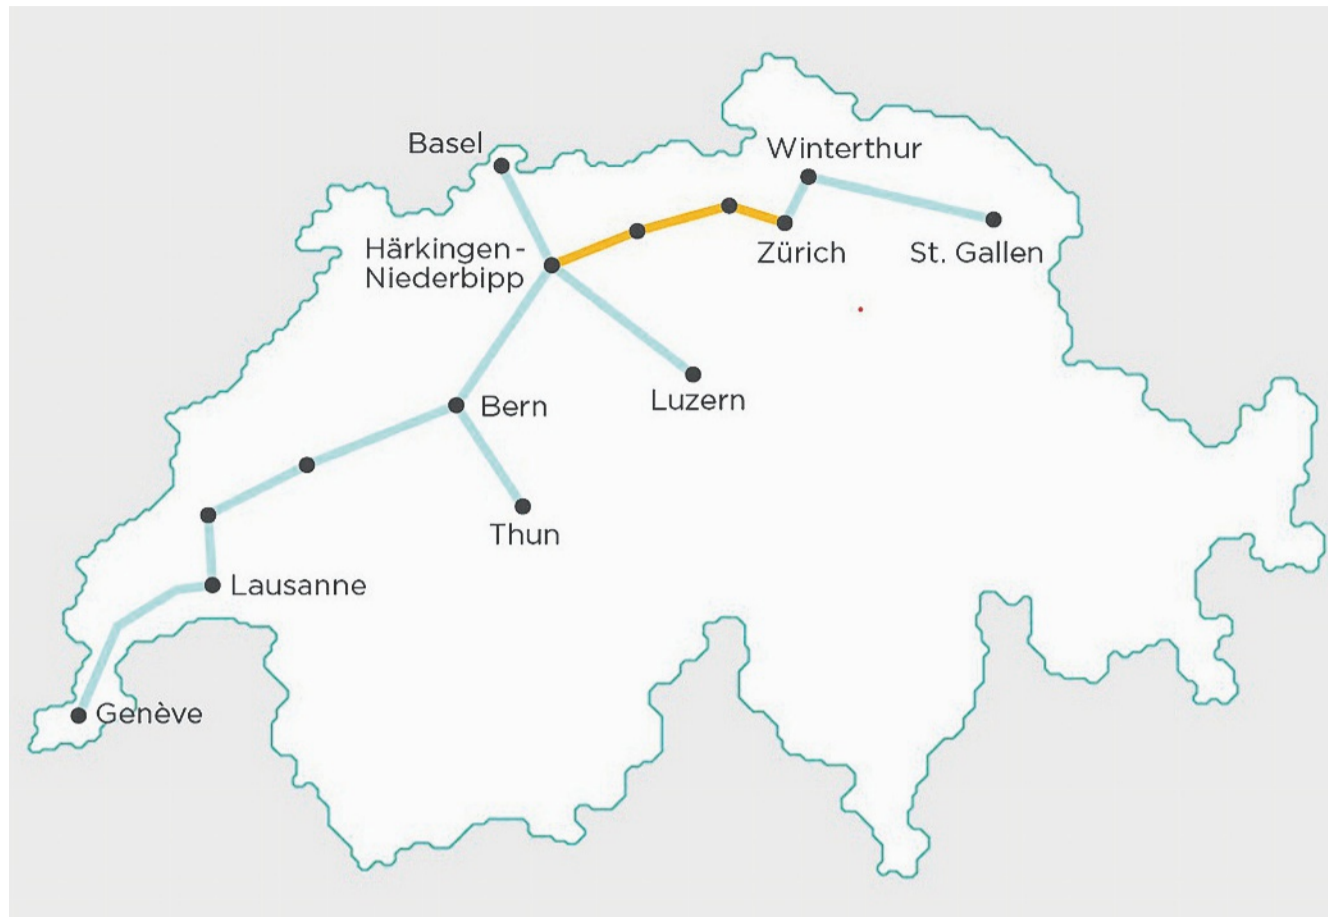 Basel
Winterthur
Härkingen-
Niederbipp
Zürich
St. Gallen
Luzern
Bern
Thun
Lausanne
Genève